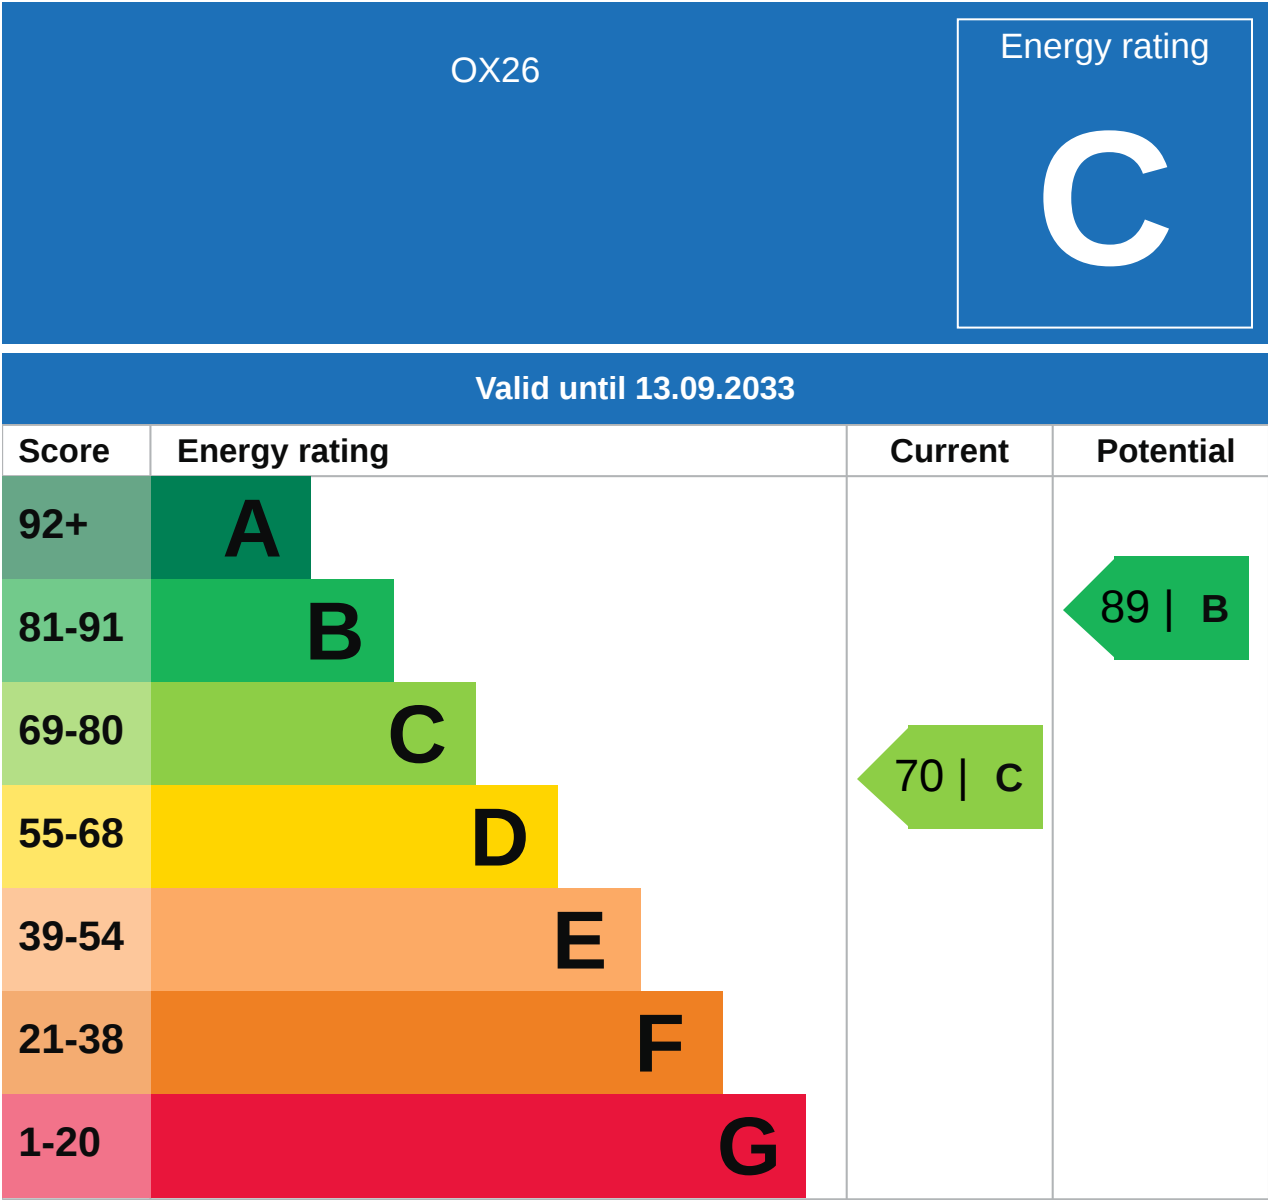 OX26
Energy rating
C
Valid until 13.09.2033
Score Energy rating Current Potential
92+ A
81-91 B
89 | B
69-80 C
70 | C
55-68 D
39-54 E
21-38 F
1-20 G